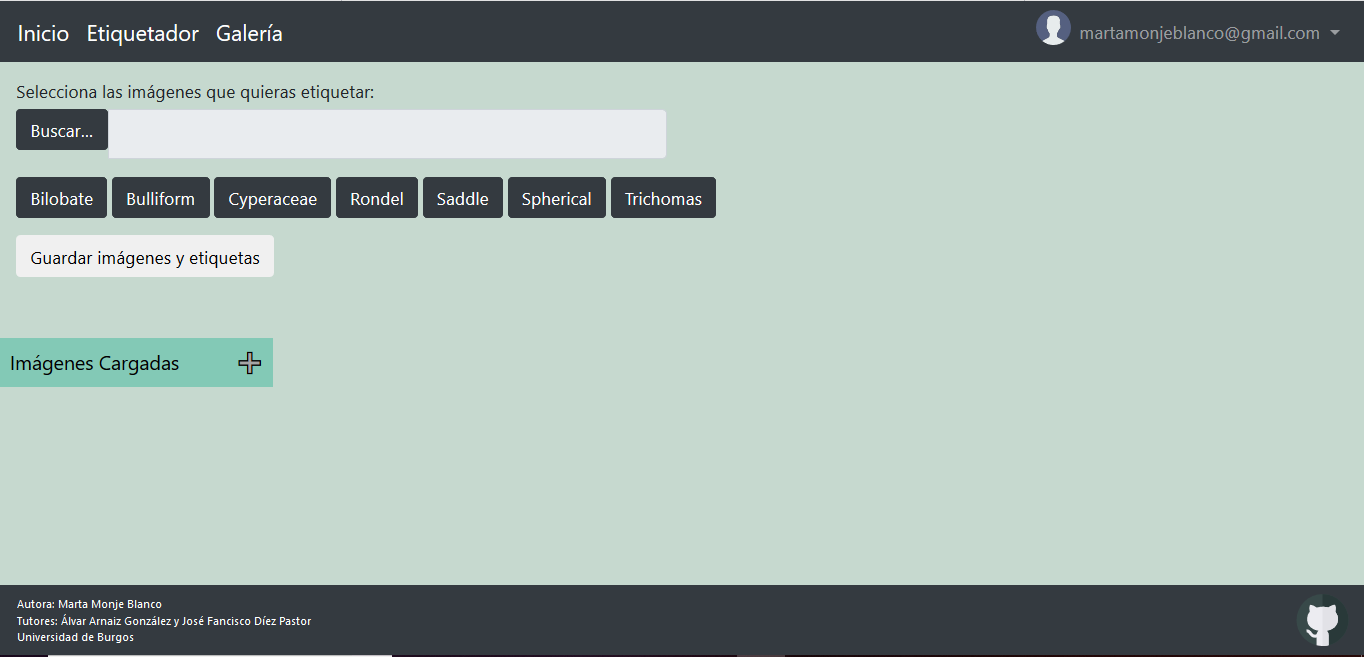 Inicio Etiquetador Galería martamonjeblanco@gmail.com
Selecciona las imágenes que quieras etiquetar:
Buscar...
Bilobate Bulliform Cyperaceae Rondel Saddle Spherical Trichomas
Guardar imágenes y etiquetas
Imágenes Cargadas
Autora: Marta Monje Blanco
Tutores: Álvar Arnaiz González y José Fancisco Díez Pastor
Universidad de Burgos